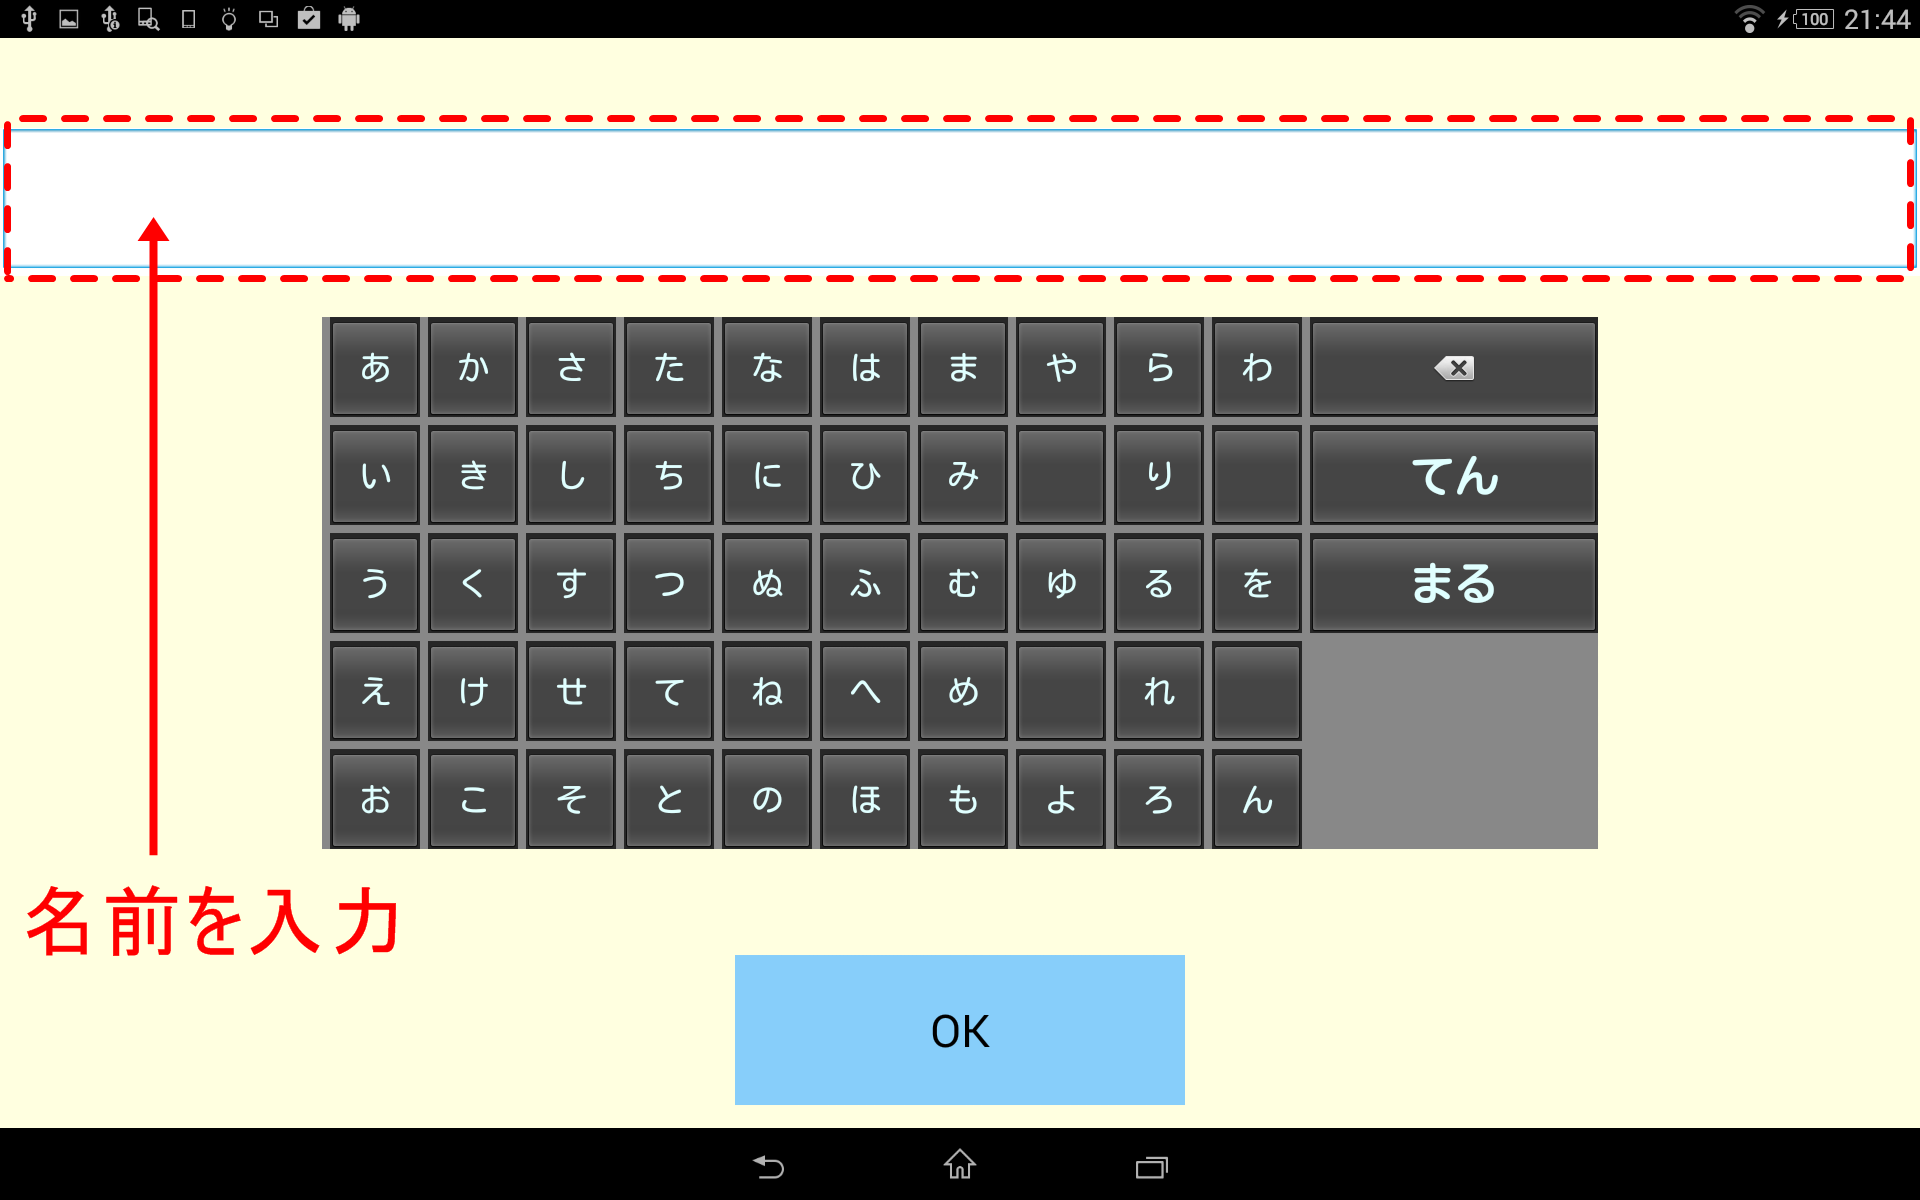 100 21:44
あ か さ た な は ま や ら わ
い き し ち に ひ み り てん
う く す つ ぬ ふ む ゆ る を まる
え け せ て ね へ め れ
お こ そ と の ほ も よ ろ ん
名前を入力
OK